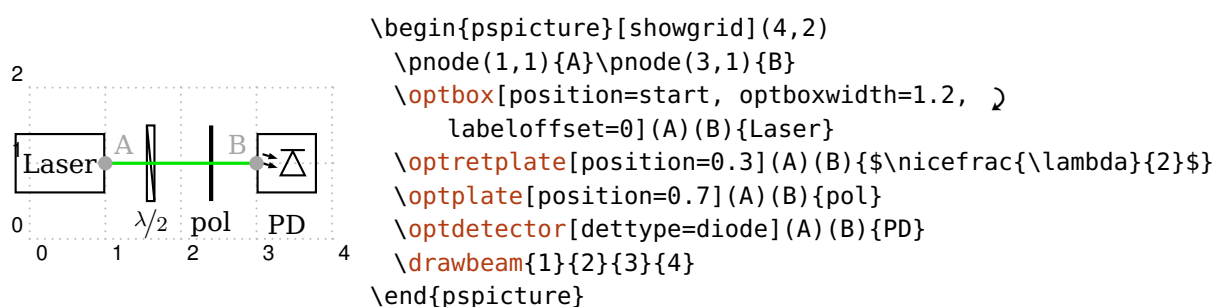 2
1
0
0 1 2 3 4
Laser
A
B
λ/2
pol
PD
\begin{pspicture}[showgrid](4,2)
  \pnode(1,1){A}\pnode(3,1){B}
  \optbox[position=start, optboxwidth=1.2,
      labeloffset=0](A)(B){Laser}
  \optretplate[position=0.3](A)(B){$\nicefrac{\lambda}{2}$}
  \optplate[position=0.7](A)(B){pol}
  \optdetector[dettype=diode](A)(B){PD}
  \drawbeam{1}{2}{3}{4}
\end{pspicture}